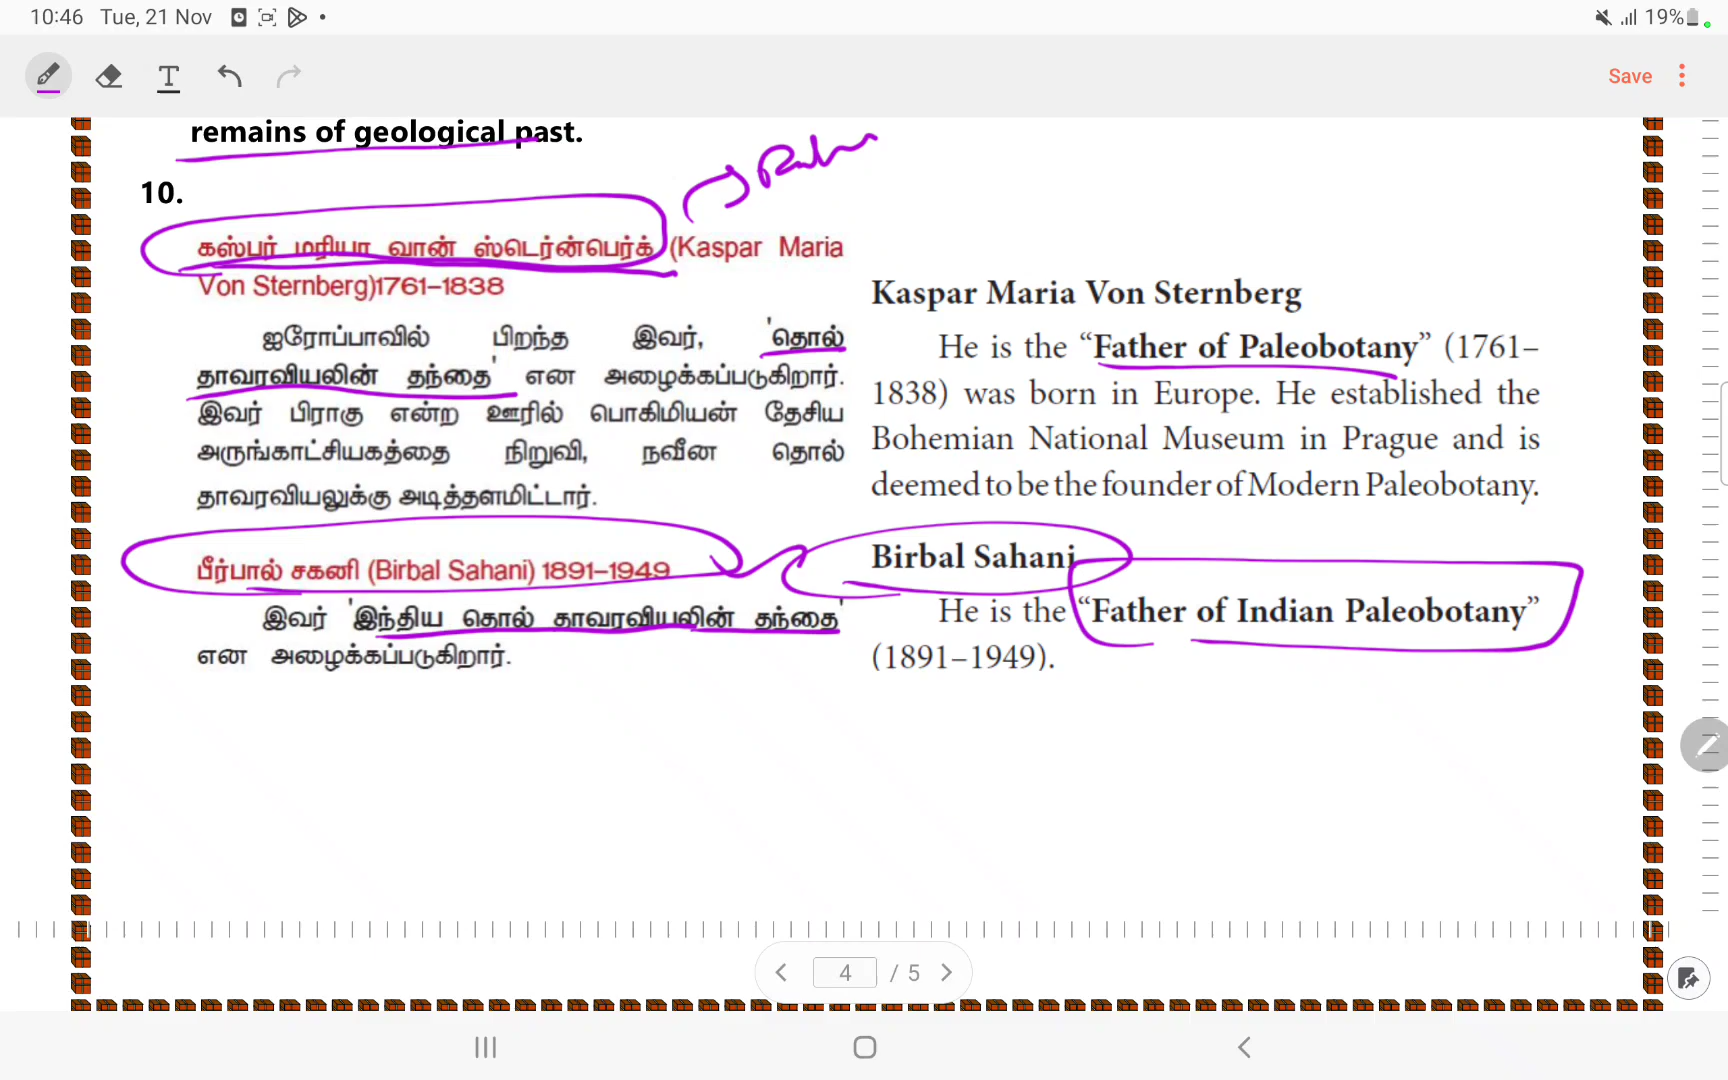 10:46 Tue, 21 Nov
19%
Save
remains of geological past.
10.
கஸ்பர் மரியா வான் ஸ்டெர்ன்பெர்க் (Kaspar Maria
Von Sternberg)1761–1838
ஐரோப்பாவில் பிறந்த இவர், 'தொல்
தாவரவியலின் தந்தை' என அழைக்கப்படுகிறார்.
இவர் பிராகு என்ற ஊரில் பொகிமியன் தேசிய
அருங்காட்சியகத்தை நிறுவி, நவீன தொல்
தாவரவியலுக்கு அடித்தளமிட்டார்.
பீர்பால் சகனி (Birbal Sahani) 1891–1949
இவர் 'இந்திய தொல் தாவரவியலின் தந்தை'
என அழைக்கப்படுகிறார்.
Kaspar Maria Von Sternberg
He is the “Father of Paleobotany” (1761–
1838) was born in Europe. He established the
Bohemian National Museum in Prague and is
deemed to be the founder of Modern Paleobotany.
Birbal Sahani
He is the “Father of Indian Paleobotany”
(1891–1949).
4 / 5